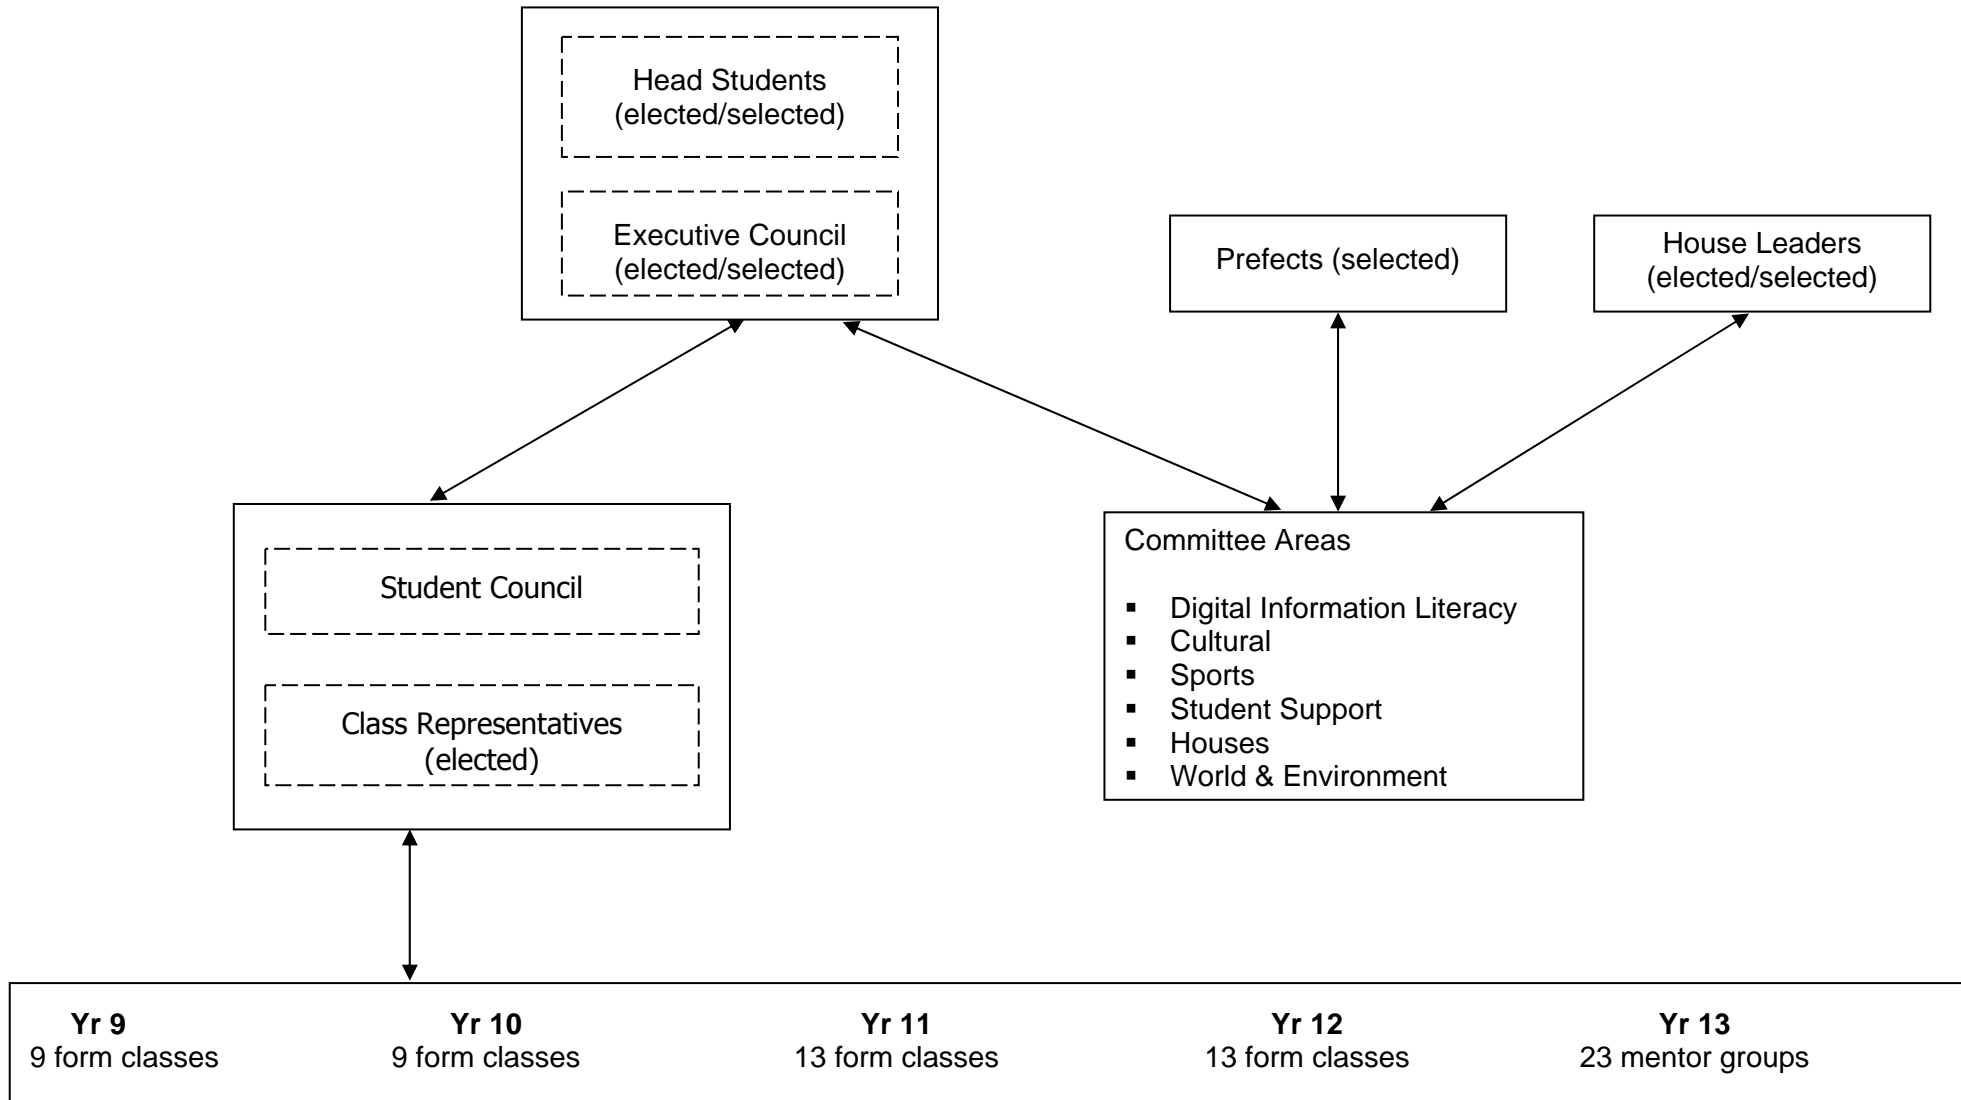 Head Students
(elected/selected)
Executive Council
(elected/selected)
Prefects (selected)
House Leaders
(elected/selected)
Student Council
Class Representatives
(elected)
Committee Areas
▪ Digital Information Literacy
▪ Cultural
▪ Sports
▪ Student Support
▪ Houses
▪ World & Environment
Yr 9
9 form classes
Yr 10
9 form classes
Yr 11
13 form classes
Yr 12
13 form classes
Yr 13
23 mentor groups